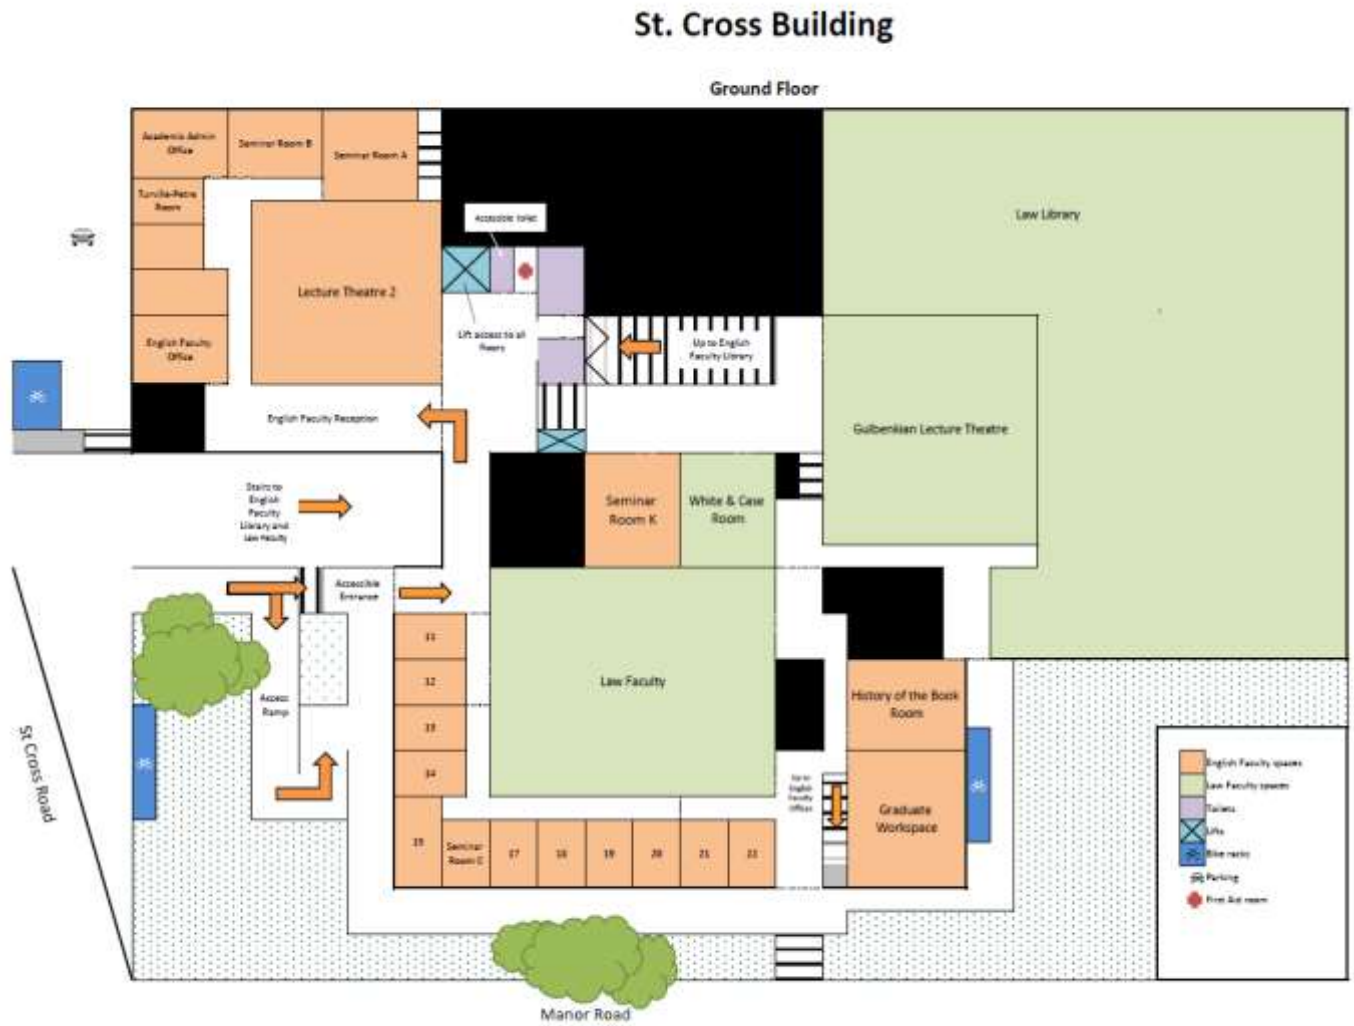 St. Cross Building
Ground Floor
Academic Admin
Office
Seminar Room B
Seminar Room A
Turville-Petre
Room
Accessible toilet
Law Library
Lecture Theatre 2
English Faculty
Office
Lift access to all
floors
Up to English
Faculty Library
English Faculty Reception
Gulbenkian Lecture Theatre
Stairs to
English
Faculty
Library and
Law Faculty
Seminar
Room K
White & Case
Room
Accessible
Entrance
11
12
13
14
15
Access
Ramp
Law Faculty
History of the Book
Room
St Cross Road
Up to
English
Faculty
Offices
Graduate
Workspace
Seminar
Room C
17
18
19
20
21
22
English Faculty spaces
Law Faculty spaces
Toilets
Lifts
Bike racks
Parking
First Aid room
Manor Road